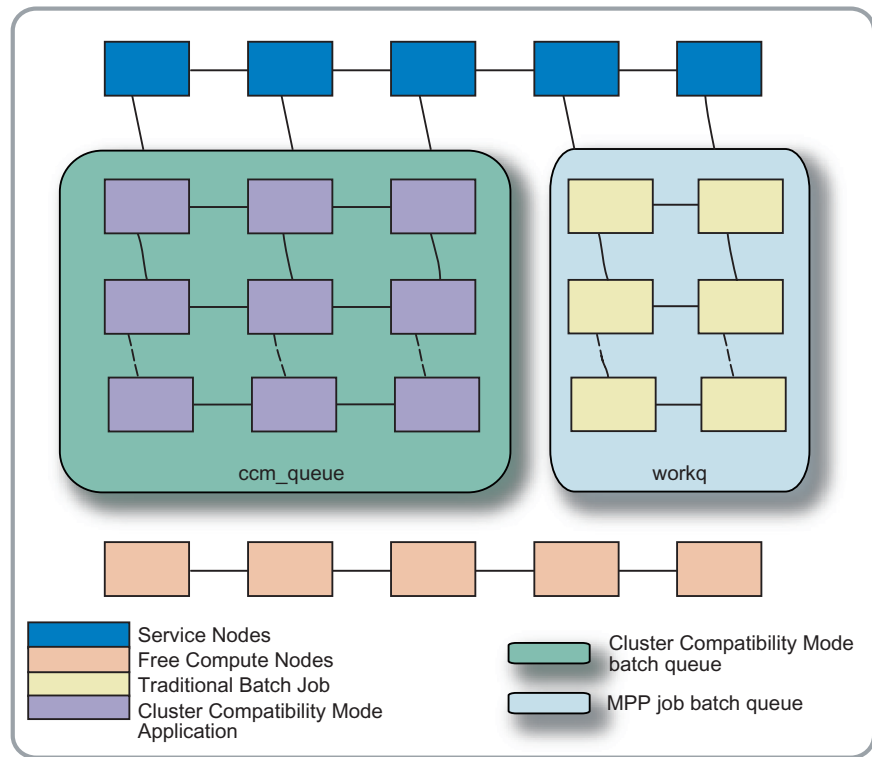 ccm_queue
workq
Service Nodes
Free Compute Nodes
Traditional Batch Job
Cluster Compatibility Mode
Application
Cluster Compatibility Mode
batch queue
MPP job batch queue